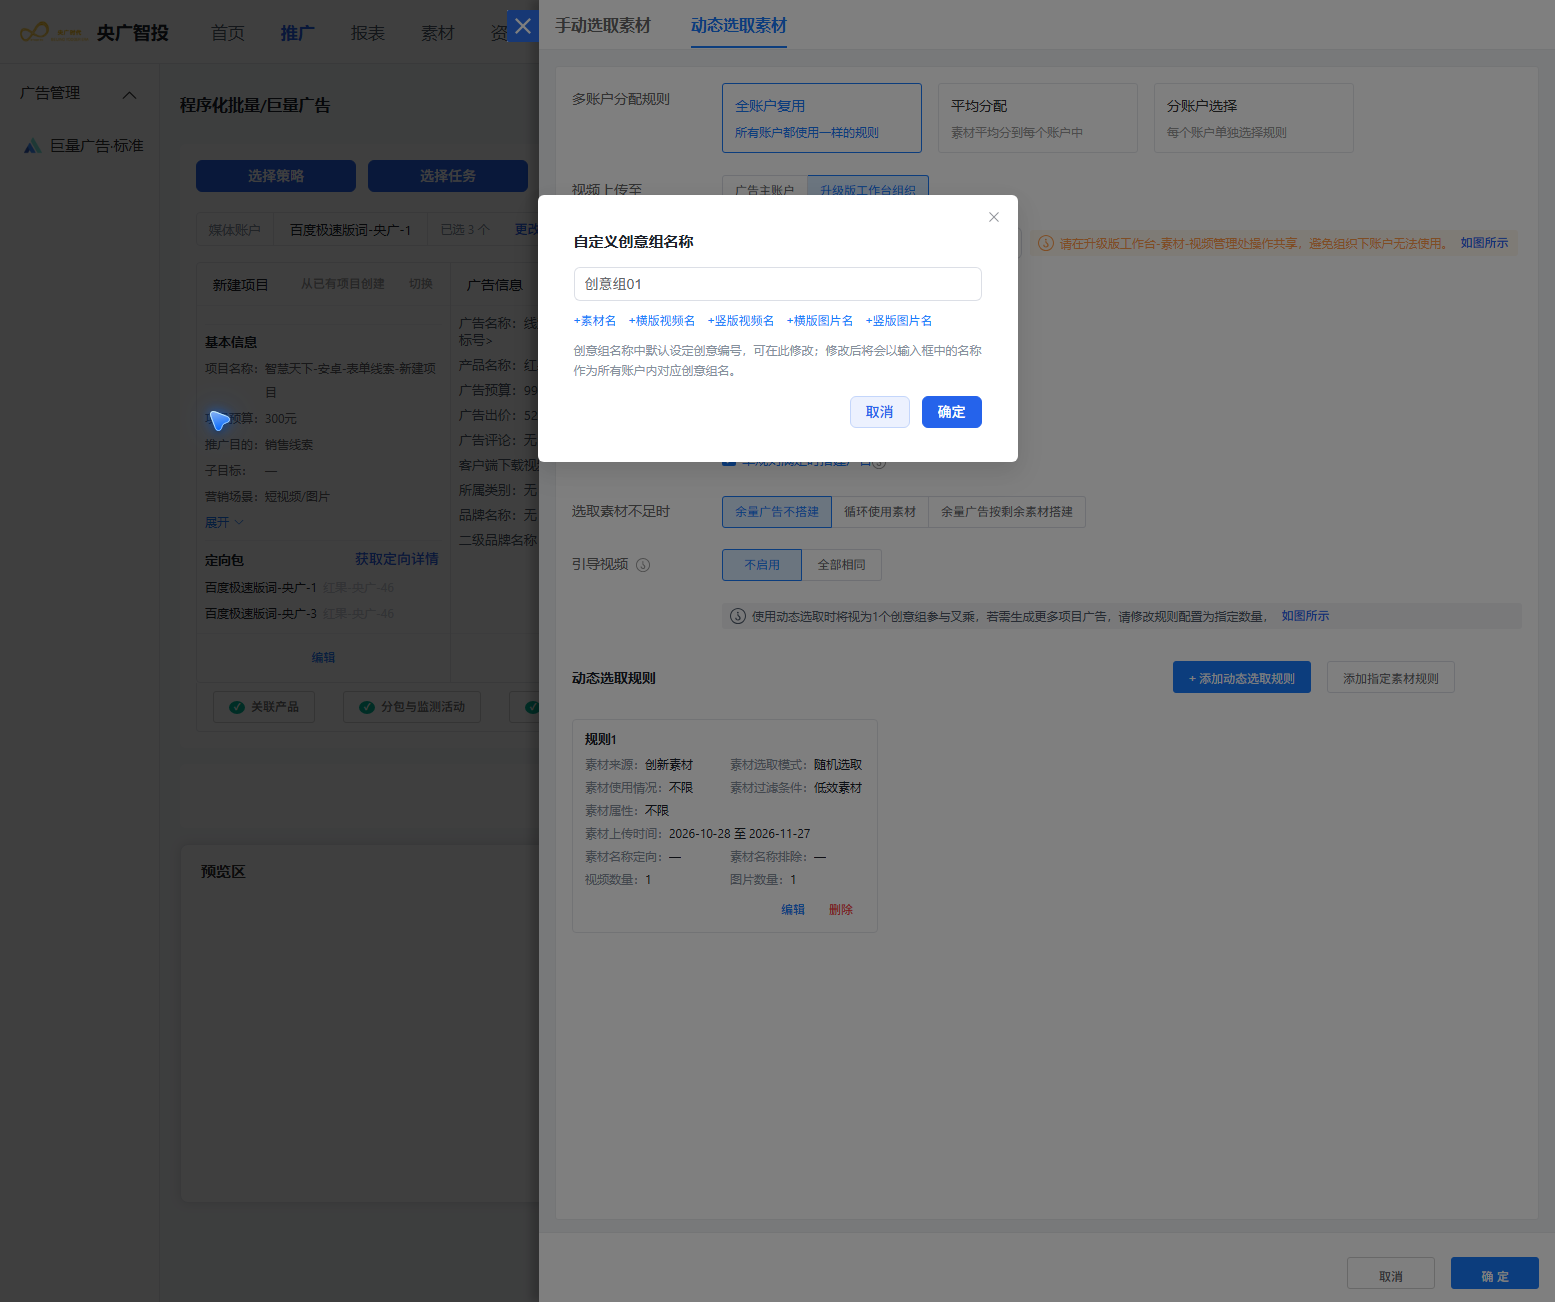 央广智投
首页
推广
报表
素材
手动选取素材
动态选取素材
广告管理
巨量广告·标准
程序化批量/巨量广告
选择策略
选择任务
媒体账户
百度极速版词-央广-1
已选 3 个
更改
新建项目
从已有项目创建
切换
广告信息
基本信息
项目名称：智慧天下-安卓-表单线索-新建项目
预算：300元
推广目的：销售线索
子目标：—
营销场景：短视频/图片
展开
定向包
获取定向详情
百度极速版词-央广-1 红果-央广-46
百度极速版词-央广-3 红果-央广-46
编辑
关联产品
分包与监测活动
广告名称：线
标号>
产品名称：红
广告预算：99
广告出价：52
广告评论：无
客户端下载视
所属类别：无
品牌名称：无
二级品牌名称
预览区
多账户分配规则
全账户复用
所有账户都使用一样的规则
平均分配
素材平均分到每个账户中
分账户选择
每个账户单独选择规则
视频上传至
广告主账户
升级版工作台组织
请在升级版工作台-素材-视频管理处操作共享，避免组织下账户无法使用。
如图所示
自定义创意组名称
创意组01
+素材名
+横版视频名
+竖版视频名
+横版图片名
+竖版图片名
创意组名称中默认设定创意编号，可在此修改；修改后将会以输入框中的名称
作为所有账户内对应创意组名。
取消
确定
选取素材不足时
余量广告不搭建
循环使用素材
余量广告按剩余素材搭建
引导视频
不启用
全部相同
使用动态选取时将视为1个创意组参与叉乘，若需生成更多项目广告，请修改规则配置为指定数量，
如图所示
动态选取规则
+ 添加动态选取规则
添加指定素材规则
规则1
素材来源：创新素材
素材选取模式：随机选取
素材使用情况：不限
素材过滤条件：低效素材
素材属性：不限
素材上传时间：2026-10-28 至 2026-11-27
素材名称定向：—
素材名称排除：—
视频数量：1
图片数量：1
编辑
删除
取消
确 定